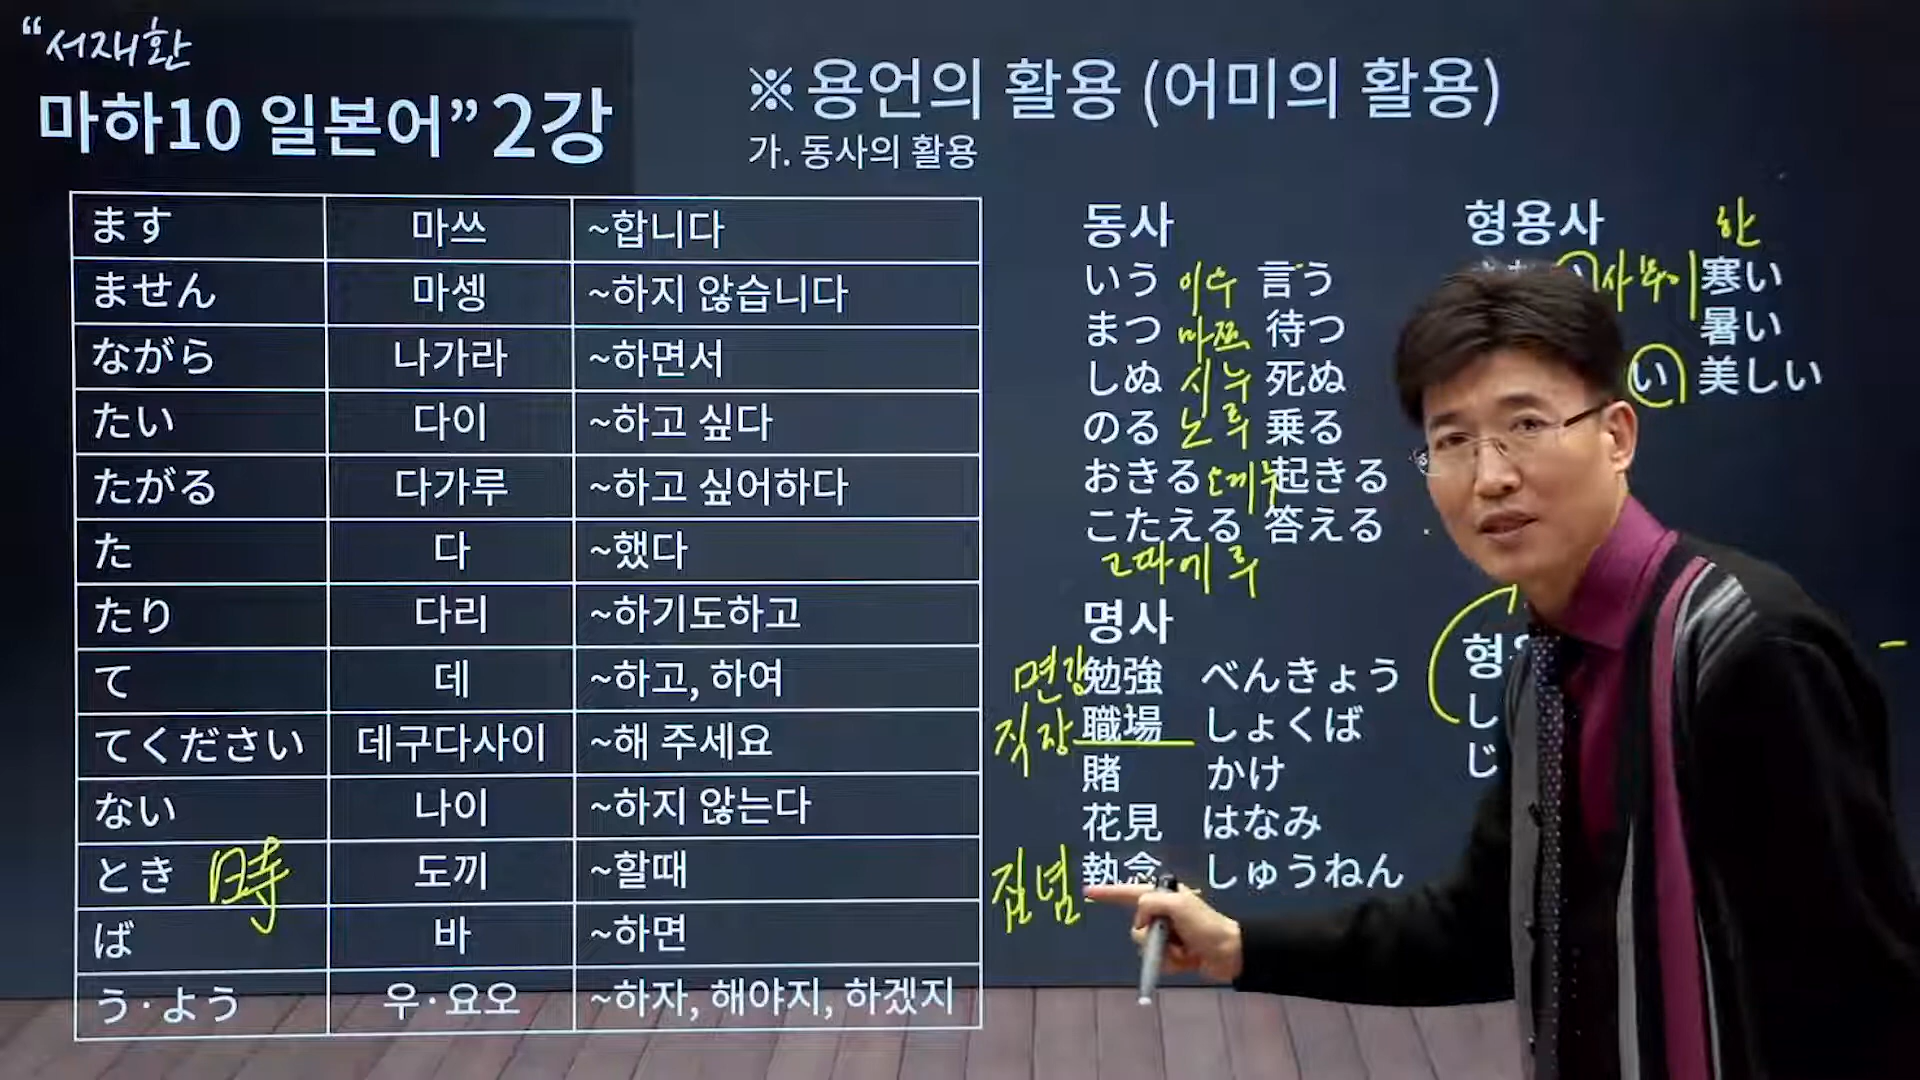 “서재환
마하10 일본어” 2강
※용언의 활용 (어미의 활용)
가. 동사의 활용
ます 마쓰 ~합니다
ません 마셍 ~하지 않습니다
ながら 나가라 ~하면서
たい 다이 ~하고 싶다
たがる 다가루 ~하고 싶어하다
た 다 ~했다
たり 다리 ~하기도하고
て 데 ~하고, 하여
てください 데구다사이 ~해 주세요
ない 나이 ~하지 않는다
とき 時 도끼 ~할때
ば 바 ~하면
う·よう 우·요오 ~하자, 해야지, 하겠지
동사
いう 이우 言う
まつ 마쯔 待つ
しぬ 시누 死ぬ
のる 노루 乗る
おきる 起きる
こたえる 答える
고따에루
명사
면강 勉強 べんきょう
직장 職場 しょくば
賭 かけ
花見 はなみ
집념 執念 しゅうねん
형용사 한
사무이 寒い
暑い
い 美しい
형
し
じ